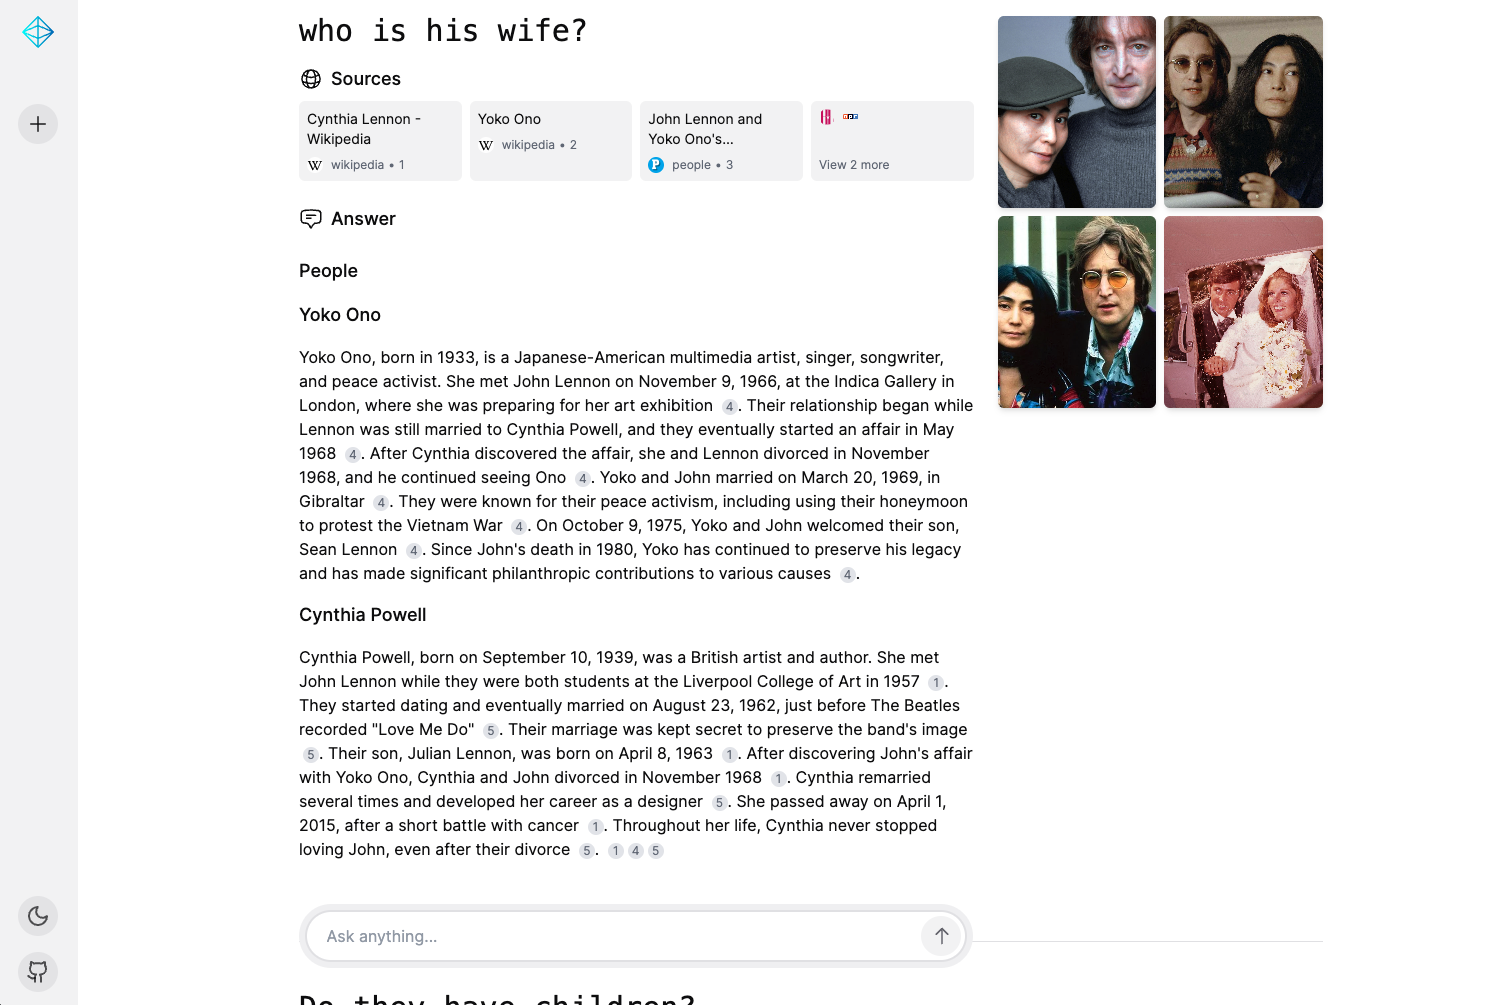 who is his wife?
Sources
Cynthia Lennon -
Wikipedia
wikipedia • 1
Yoko Ono
wikipedia • 2
John Lennon and
Yoko Ono's...
people • 3
View 2 more
Answer
People
Yoko Ono
Yoko Ono, born in 1933, is a Japanese-American multimedia artist, singer, songwriter,
and peace activist. She met John Lennon on November 9, 1966, at the Indica Gallery in
London, where she was preparing for her art exhibition 4. Their relationship began while
Lennon was still married to Cynthia Powell, and they eventually started an affair in May
1968 4. After Cynthia discovered the affair, she and Lennon divorced in November
1968, and he continued seeing Ono 4. Yoko and John married on March 20, 1969, in
Gibraltar 4. They were known for their peace activism, including using their honeymoon
to protest the Vietnam War 4. On October 9, 1975, Yoko and John welcomed their son,
Sean Lennon 4. Since John's death in 1980, Yoko has continued to preserve his legacy
and has made significant philanthropic contributions to various causes 4.
Cynthia Powell
Cynthia Powell, born on September 10, 1939, was a British artist and author. She met
John Lennon while they were both students at the Liverpool College of Art in 1957 1.
They started dating and eventually married on August 23, 1962, just before The Beatles
recorded "Love Me Do" 5. Their marriage was kept secret to preserve the band's image
5. Their son, Julian Lennon, was born on April 8, 1963 1. After discovering John's affair
with Yoko Ono, Cynthia and John divorced in November 1968 1. Cynthia remarried
several times and developed her career as a designer 5. She passed away on April 1,
2015, after a short battle with cancer 1. Throughout her life, Cynthia never stopped
loving John, even after their divorce 5. 1 4 5
Ask anything...
Do they have children?